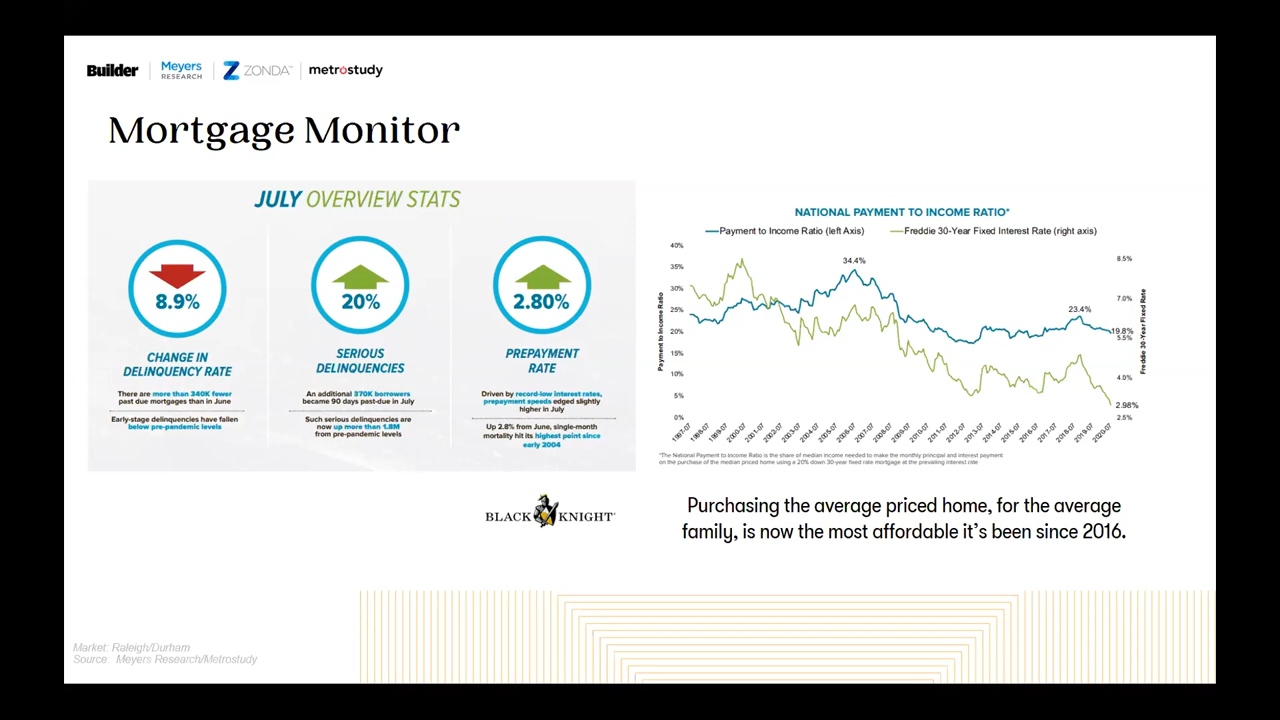 Builder
Meyers
RESEARCH
ZONDA™
metrostudy
Mortgage Monitor
JULY OVERVIEW STATS
8.9%
CHANGE IN
DELINQUENCY RATE
There are more than 340K fewer
past due mortgages than in June
Early-stage delinquencies have fallen
below pre-pandemic levels
20%
SERIOUS
DELINQUENCIES
An additional 370K borrowers
became 90 days past-due in July
Such serious delinquencies are
now up more than 1.8M
from pre-pandemic levels
2.80%
PREPAYMENT
RATE
Driven by record-low interest rates,
prepayment speeds edged slightly
higher in July
Up 2.8% from June, single-month
mortality hit its highest point since
early 2004
BLACK KNIGHT
NATIONAL PAYMENT TO INCOME RATIO*
Payment to Income Ratio (left Axis)
Freddie 30-Year Fixed Interest Rate (right axis)
Payment to Income Ratio
40%
35%
30%
25%
20%
15%
10%
5%
0%
34.4%
23.4%
19.8%
2.98%
8.5%
7.0%
5.5%
4.0%
2.5%
Freddie 30-Year Fixed Rate
1997-07
1998-07
1999-07
2000-07
2001-07
2002-07
2003-07
2004-07
2005-07
2006-07
2007-07
2008-07
2009-07
2010-07
2011-07
2012-07
2013-07
2014-07
2015-07
2016-07
2017-07
2018-07
2019-07
2020-07
*The National Payment to Income Ratio is the share of median income needed to make the monthly principal and interest payment
on the purchase of the median priced home using a 20% down 30-year fixed rate mortgage at the prevailing interest rate
Purchasing the average priced home, for the average
family, is now the most affordable it's been since 2016.
Market: Raleigh/Durham
Source: Meyers Research/Metrostudy